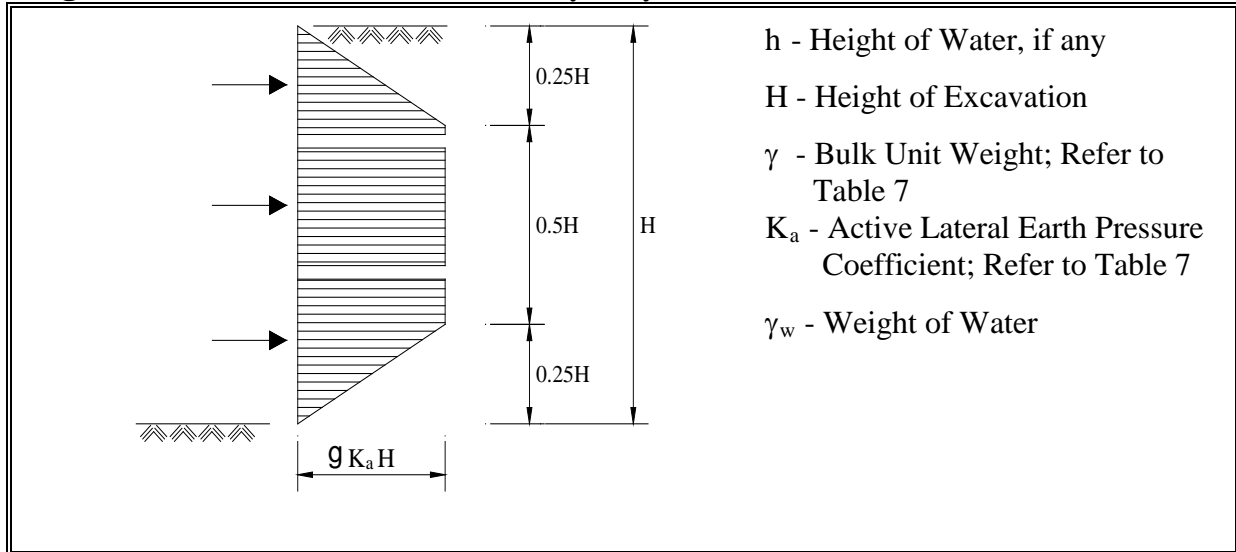 0.25H
0.5H
H
0.25H
g KaH
h - Height of Water, if any
H - Height of Excavation
γ - Bulk Unit Weight; Refer to
Table 7
Ka - Active Lateral Earth Pressure
Coefficient; Refer to Table 7
γw - Weight of Water